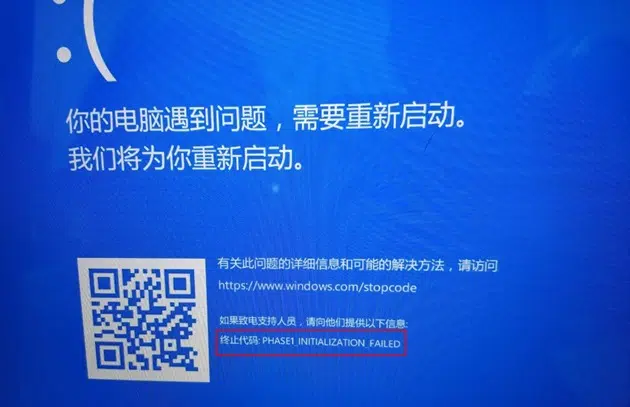 :(
你的电脑遇到问题，需要重新启动。
我们将为你重新启动。
有关此问题的详细信息和可能的解决方法，请访问
https://www.windows.com/stopcode
如果致电支持人员，请向他们提供以下信息:
终止代码: PHASE1_INITIALIZATION_FAILED